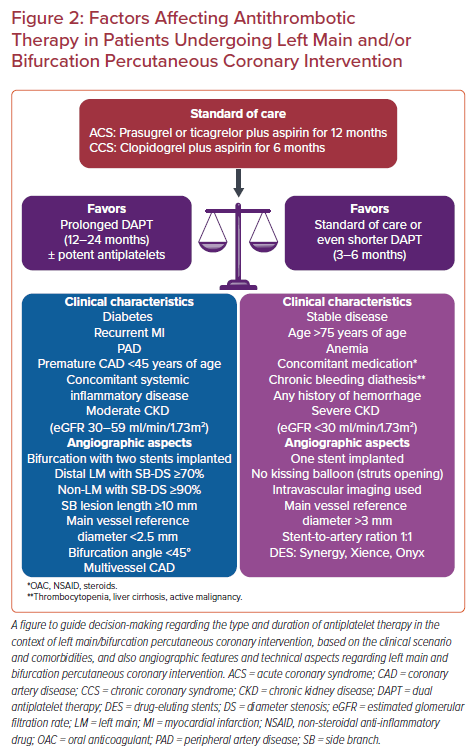 Figure 2: Factors Affecting Antithrombotic
Therapy in Patients Undergoing Left Main and/or
Bifurcation Percutaneous Coronary Intervention
Standard of care
ACS: Prasugrel or ticagrelor plus aspirin for 12 months
CCS: Clopidogrel plus aspirin for 6 months
Favors
Prolonged DAPT
(12–24 months)
± potent antiplatelets
Favors
Standard of care or
even shorter DAPT
(3–6 months)
Clinical characteristics
Diabetes
Recurrent MI
PAD
Premature CAD <45 years of age
Concomitant systemic
inflammatory disease
Moderate CKD
(eGFR 30–59 ml/min/1.73m²)
Angiographic aspects
Bifurcation with two stents implanted
Distal LM with SB-DS ≥70%
Non-LM with SB-DS ≥90%
SB lesion length ≥10 mm
Main vessel reference
diameter <2.5 mm
Bifurcation angle <45°
Multivessel CAD
Clinical characteristics
Stable disease
Age >75 years of age
Anemia
Concomitant medication*
Chronic bleeding diathesis**
Any history of hemorrhage
Severe CKD
(eGFR <30 ml/min/1.73m²)
Angiographic aspects
One stent implanted
No kissing balloon (struts opening)
Intravascular imaging used
Main vessel reference
diameter >3 mm
Stent-to-artery ration 1:1
DES: Synergy, Xience, Onyx
*OAC, NSAID, steroids.
**Thrombocytopenia, liver cirrhosis, active malignancy.
A figure to guide decision-making regarding the type and duration of antiplatelet therapy in the
context of left main/bifurcation percutaneous coronary intervention, based on the clinical scenario
and comorbidities, and also angiographic features and technical aspects regarding left main and
bifurcation percutaneous coronary intervention. ACS = acute coronary syndrome; CAD = coronary
artery disease; CCS = chronic coronary syndrome; CKD = chronic kidney disease; DAPT = dual
antiplatelet therapy; DES = drug-eluting stents; DS = diameter stenosis; eGFR = estimated glomerular
filtration rate; LM = left main; MI = myocardial infarction; NSAID, non-steroidal anti-inflammatory
drug; OAC = oral anticoagulant; PAD = peripheral artery disease; SB = side branch.